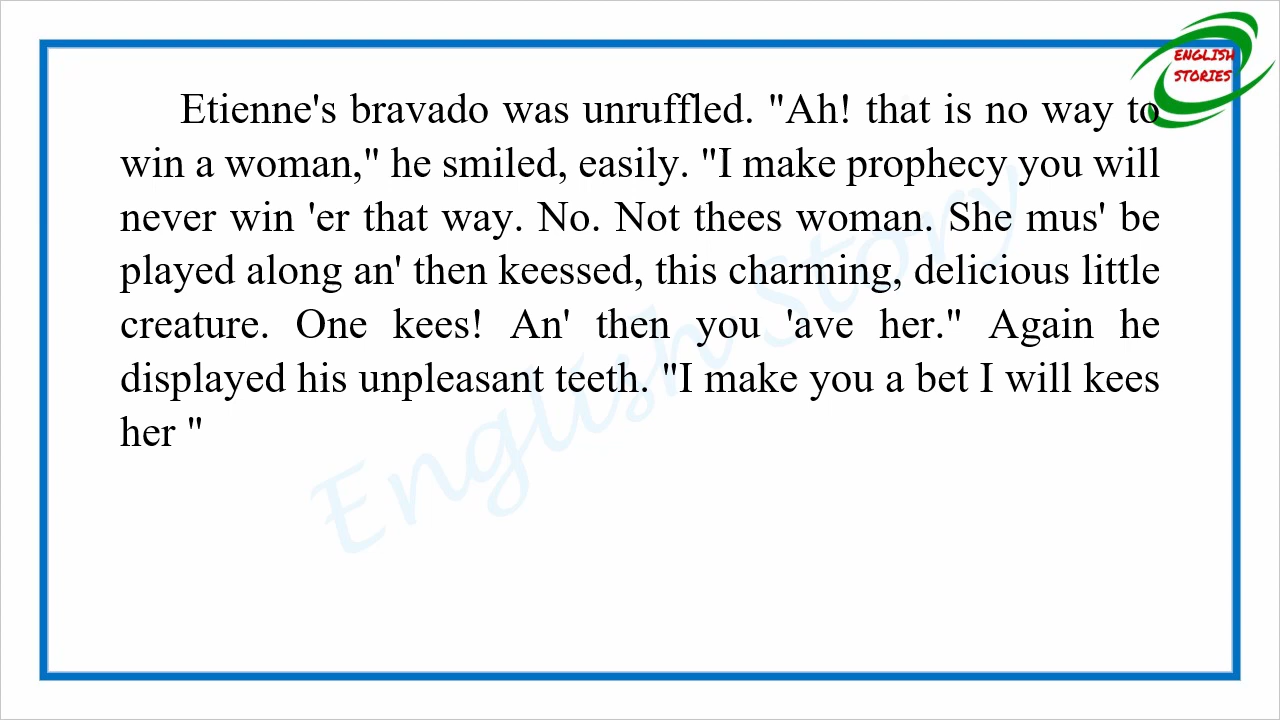 ENGLISH
STORIES
Etienne's bravado was unruffled. "Ah! that is no way to
win a woman," he smiled, easily. "I make prophecy you will
never win 'er that way. No. Not thees woman. She mus' be
played along an' then keessed, this charming, delicious little
creature. One kees! An' then you 'ave her." Again he
displayed his unpleasant teeth. "I make you a bet I will kees
her "
English Story